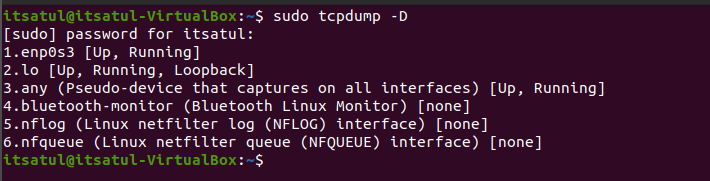 itsatul@itsatul-VirtualBox:~$ sudo tcpdump -D
[sudo] password for itsatul:
1.enp0s3 [Up, Running]
2.lo [Up, Running, Loopback]
3.any (Pseudo-device that captures on all interfaces) [Up, Running]
4.bluetooth-monitor (Bluetooth Linux Monitor) [none]
5.nflog (Linux netfilter log (NFLOG) interface) [none]
6.nfqueue (Linux netfilter queue (NFQUEUE) interface) [none]
itsatul@itsatul-VirtualBox:~$